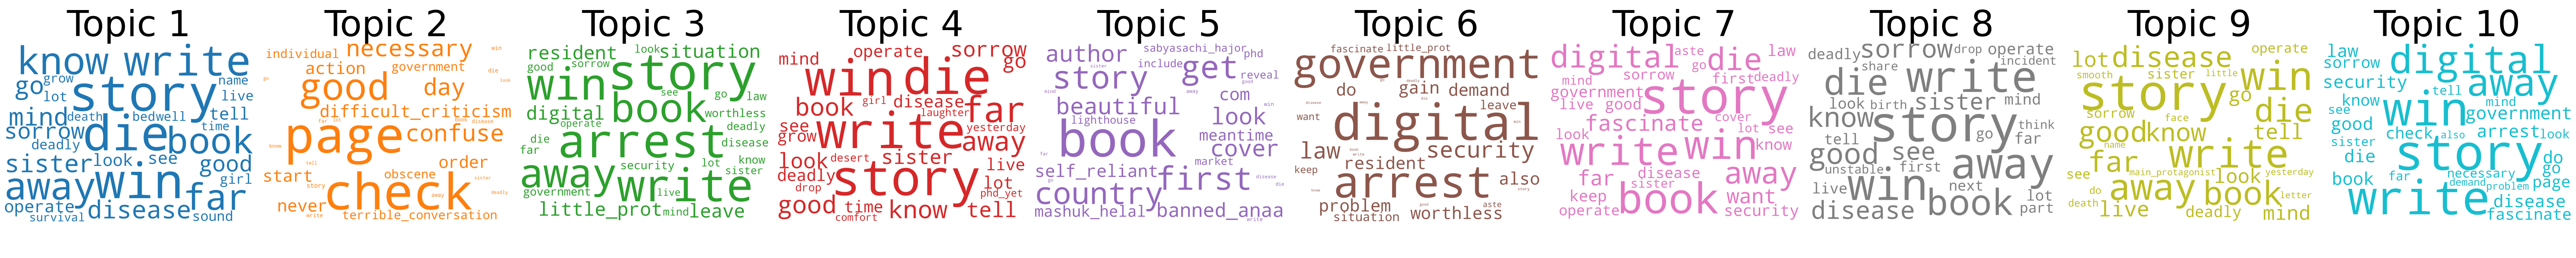 Topic 1
know write
grow name
go lot story live
mind death bedwell tell
sorrow die time book
deadly
sister look see good
away win far girl
operate disease
survival sound
Topic 2
individual necessary win
action government die
good day look
difficult_criticism
page confuse
order
start obscene
never check
terrible_conversation
write
Topic 3
resident look situation
good sorrow
win story
digital book see go law
worthless
operate deadly
die arrest disease
far
away security lot know
sister
government write live
little_prot mind leave
Topic 4
mind operate sorrow
win die go
book girl disease far
laughter
see write yesterday
grow away
look desert sister live
deadly story lot
drop phd_yet
good time know tell
comfort
Topic 5
author sabyasachi_hajor phd
include get reveal
story good
beautiful com
lighthouse look
book meantime
cover
market
self_reliant first disease
country die
mashuk_helal banned_anaa
write
Topic 6
fascinate little_prot
government
do gain demand
leave
want digital win
law book security
write
resident
keep arrest also
know story
problem worthless
situation
Topic 7
digital aste die law
mind go
sorrow first deadly
government story
live good
fascinate cover
look lot see
write win know
far disease away
sister
keep book want
operate security
Topic 8
deadly sorrow drop operate
share incident
die write
look birth sister mind
know story think
tell go far
good see away
unstable first
live win next lot
disease book part
Topic 9
lot disease operate
smooth sister little win
story go
sorrow face die
good know tell
name
far write
see main_protagonist look yesterday
do away book letter
death
live deadly mind
Topic 10
law digital
sorrow
security tell away
know win mind
see government
good check also arrest look
sister story do
die necessary go
book far demand problem page
write disease
fascinate